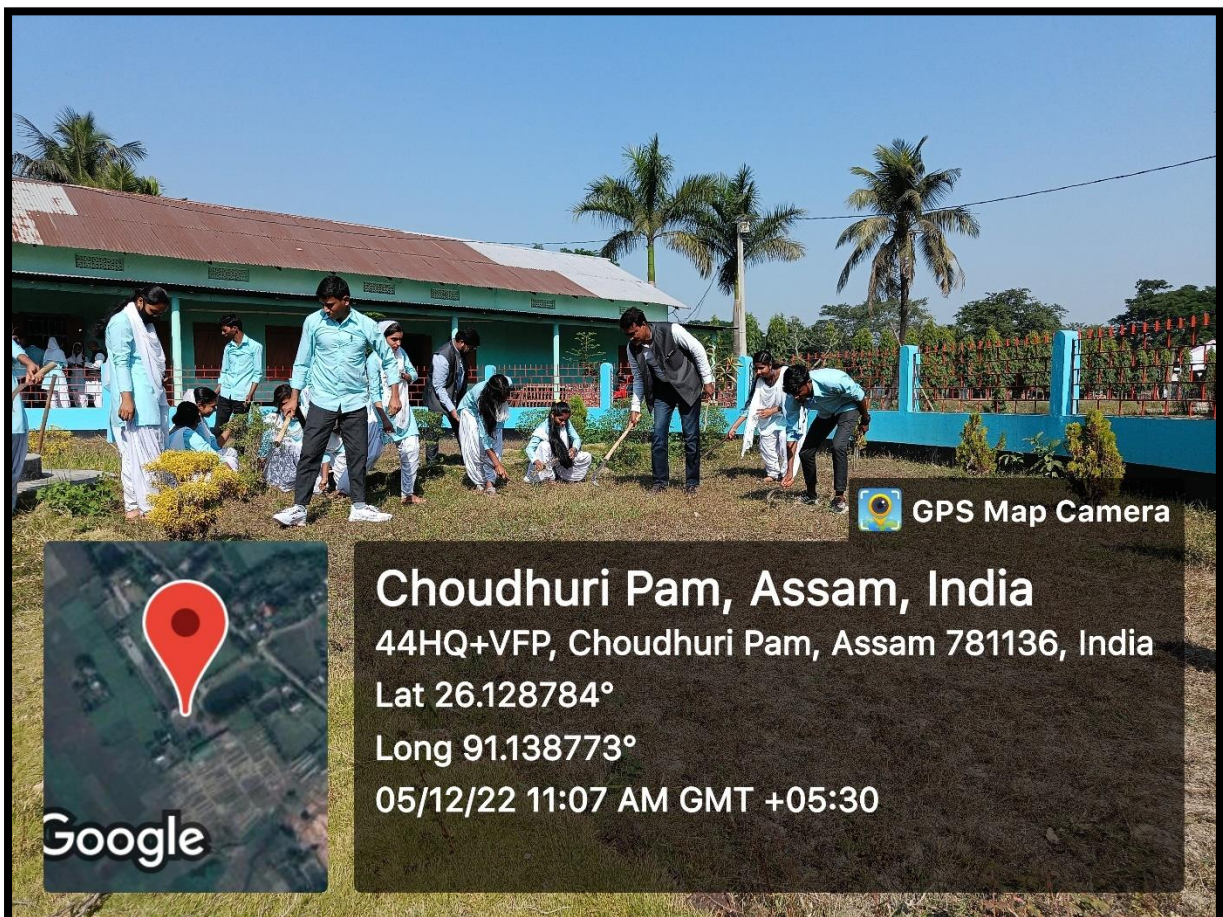 GPS Map Camera
Choudhuri Pam, Assam, India
44HQ+VFP, Choudhuri Pam, Assam 781136, India
Lat 26.128784°
Long 91.138773°
05/12/22 11:07 AM GMT +05:30
Google